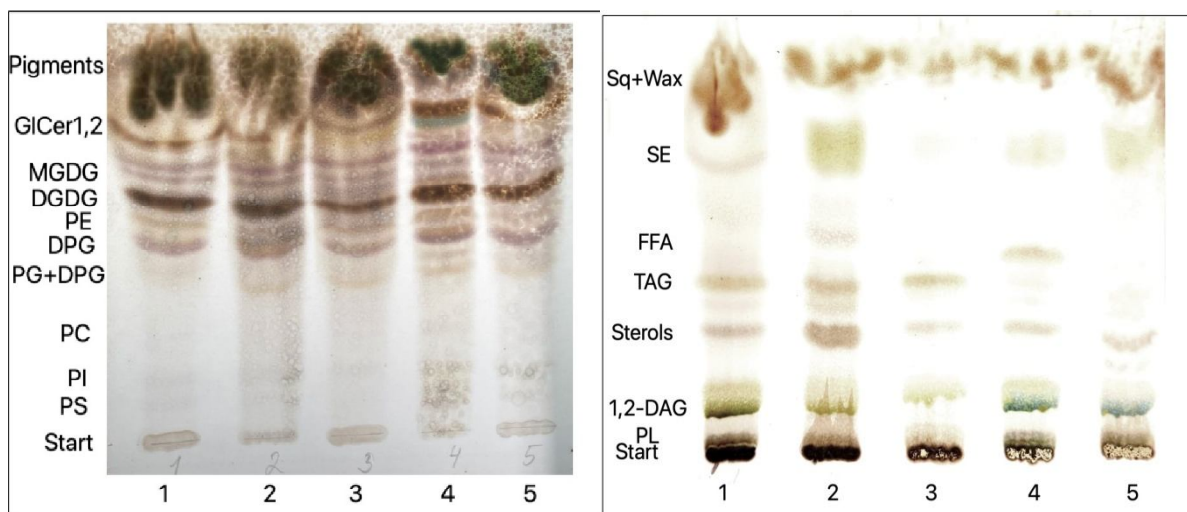 Pigments
GlCer1,2
MGDG
DGDG
PE
DPG
PG+DPG
PC
PI
PS
Start
1 2 3 4 5
1 2 3 4 5
Sq+Wax
SE
FFA
TAG
Sterols
1,2-DAG
PL
Start
1 2 3 4 5